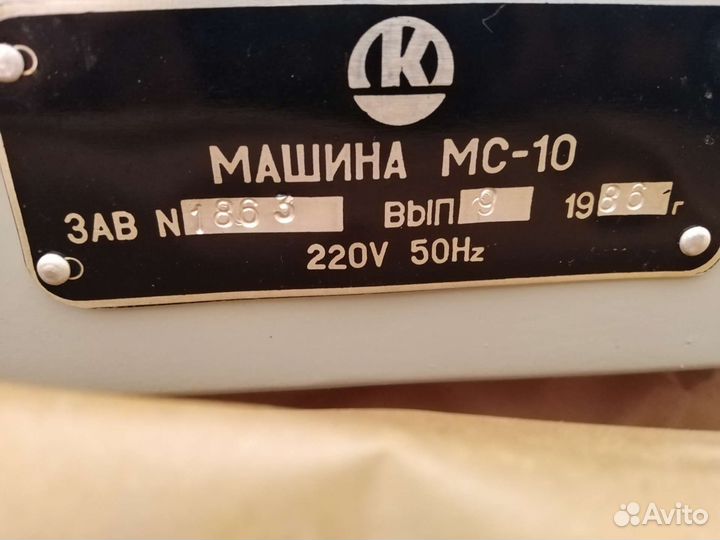 K
МАШИНА МС-10
ЗАВ N 1863 ВЫП 9 1986 г
220V 50Hz
Avito